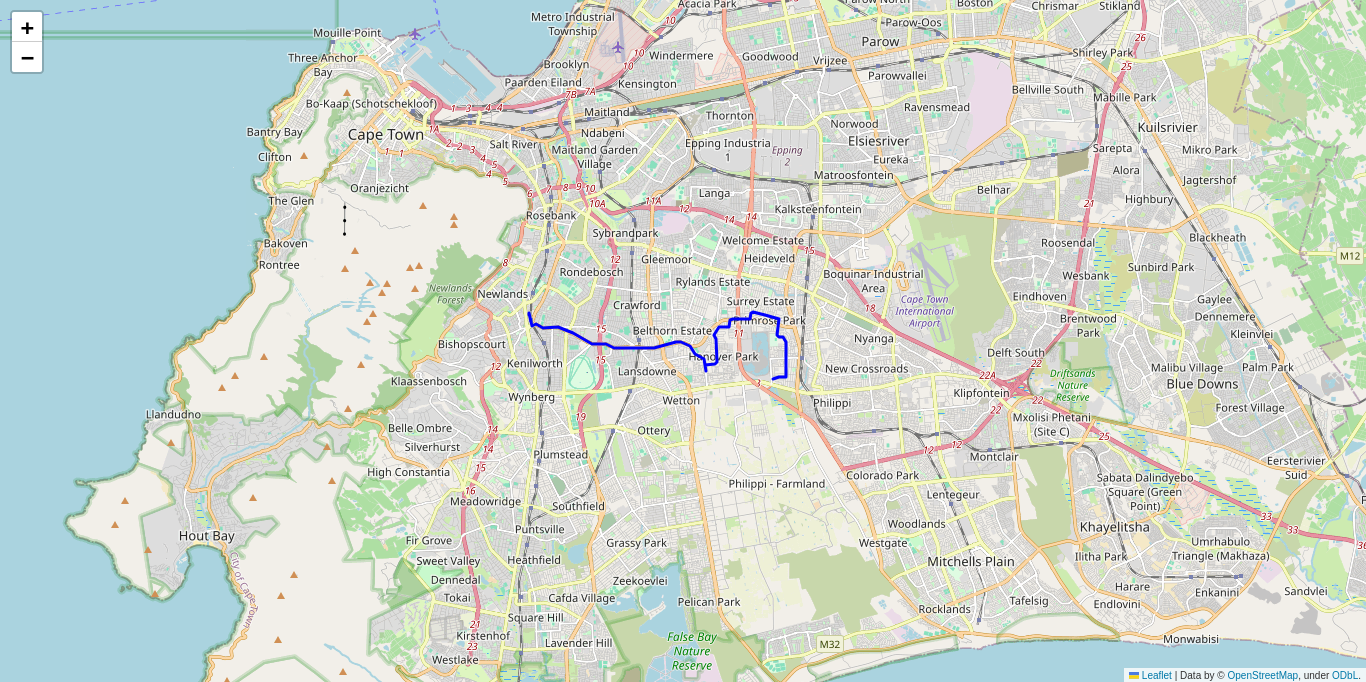 Acacia Park
Parow North
Boston
Chrismar
Stikland
Metro Industrial
Township
Parow-Oos
Mouille Point
Parow
Shirley Park
Three Anchor
Bay
Windermere
Goodwood
Vrijzee
Brooklyn
Parowvallei
Paarden Eiland
Kensington
Bellville South
Mabille Park
Bo-Kaap (Schotschekloof)
Ravensmead
Maitland
Thornton
Norwood
Kuilsrivier
Bantry Bay
Cape Town
Ndabeni
Salt River
Epping Industria
1
Epping
2
Elsiesriver
Sarepta
Mikro Park
Clifton
Maitland Garden
Village
Eureka
Alora
Oranjezicht
Matroosfontein
Jagtershof
Langa
Belhar
Highbury
The Glen
Rosebank
Kalksteenfontein
Sybrandpark
Welcome Estate
Roosendal
Blackheath
Bakoven
Gleemoor
Heideveld
M12
Rontree
Rondebosch
Rylands Estate
Boquinar Industrial
Area
Wesbank
Sunbird Park
Newlands
Forest
Newlands
Crawford
Surrey Estate
Cape Town
International
Airport
Eindhoven
Gaylee
Dennemere
Belthorn Estate
Primrose Park
Brentwood
Park
Kleinvlei
Bishopscourt
Nyanga
Delft South
Kenilworth
Hanover Park
Malibu Village
Palm Park
Klaassenbosch
Lansdowne
New Crossroads
Driftsands
Nature
Reserve
Blue Downs
Wynberg
Wetton
Philippi
Klipfontein
Forest Village
Llandudno
Mxolisi Phetani
(Site C)
Belle Ombre
Ottery
Silverhurst
Plumstead
Montclair
Eersterivier
Suid
High Constantia
Philippi - Farmland
Colorado Park
Sabata Dalindyebo
Square (Green
Point)
Meadowridge
Southfield
Lentegeur
Puntsville
Woodlands
Khayelitsha
Hout Bay
Fir Grove
Grassy Park
Westgate
Umrhabulo
Triangle (Makhaza)
Sweet Valley
Heathfield
Mitchells Plain
Ilitha Park
City of Cape Town
Dennedal
Zeekoevlei
Harare
Enkanini
Sandvlei
Tokai
Cafda Village
Pelican Park
Tafelsig
Endlovini
Square Hill
Rocklands
Kirstenhof
Lavender Hill
False Bay
Nature
Reserve
M32
Monwabisi
Westlake
Leaflet | Data by © OpenStreetMap, under ODbL.